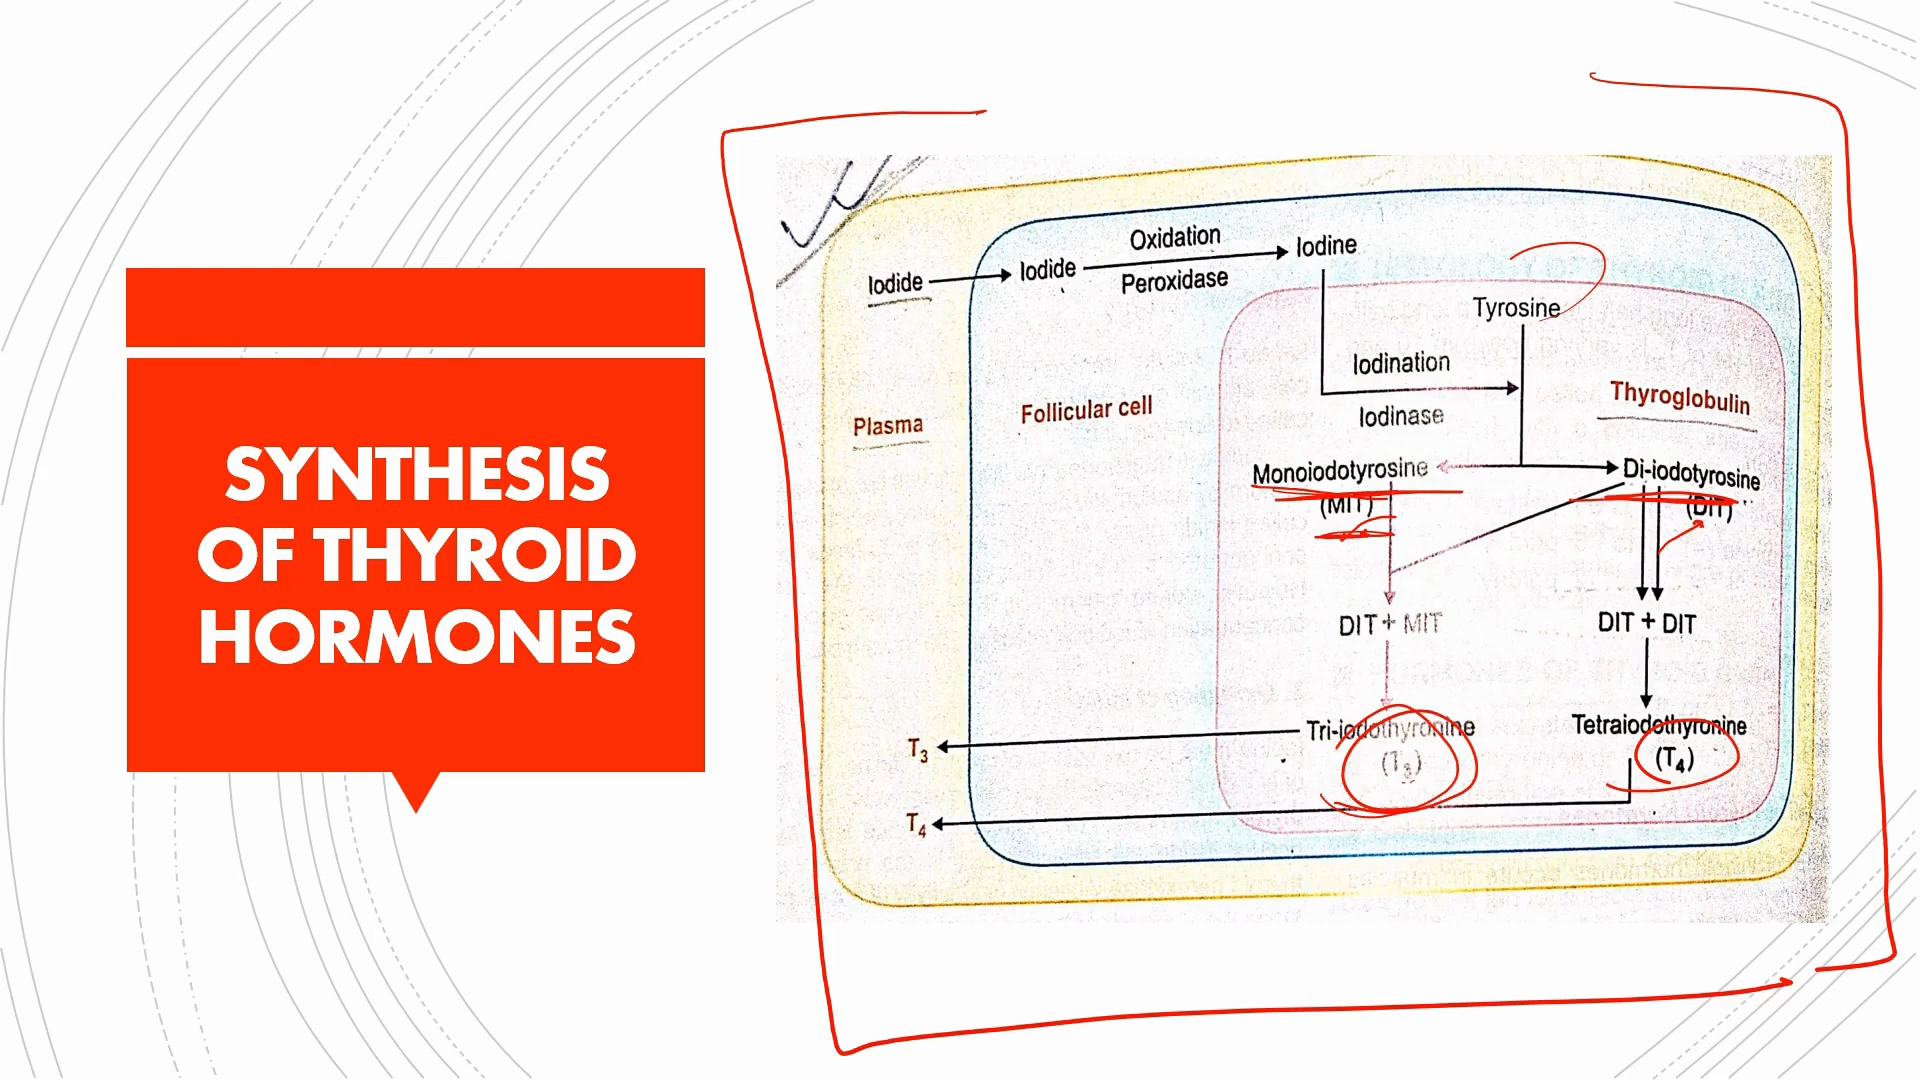 SYNTHESIS
OF THYROID
HORMONES
Oxidation
Iodide
Iodide
Iodine
Peroxidase
Tyrosine
Iodination
Iodinase
Plasma
Follicular cell
Thyroglobulin
Monoiodotyrosine
(MIT)
Di-iodotyrosine
(DIT)
DIT + MIT
DIT + DIT
Tri-iodothyronine
(T3)
Tetraiodothyronine
(T4)
T3
T4